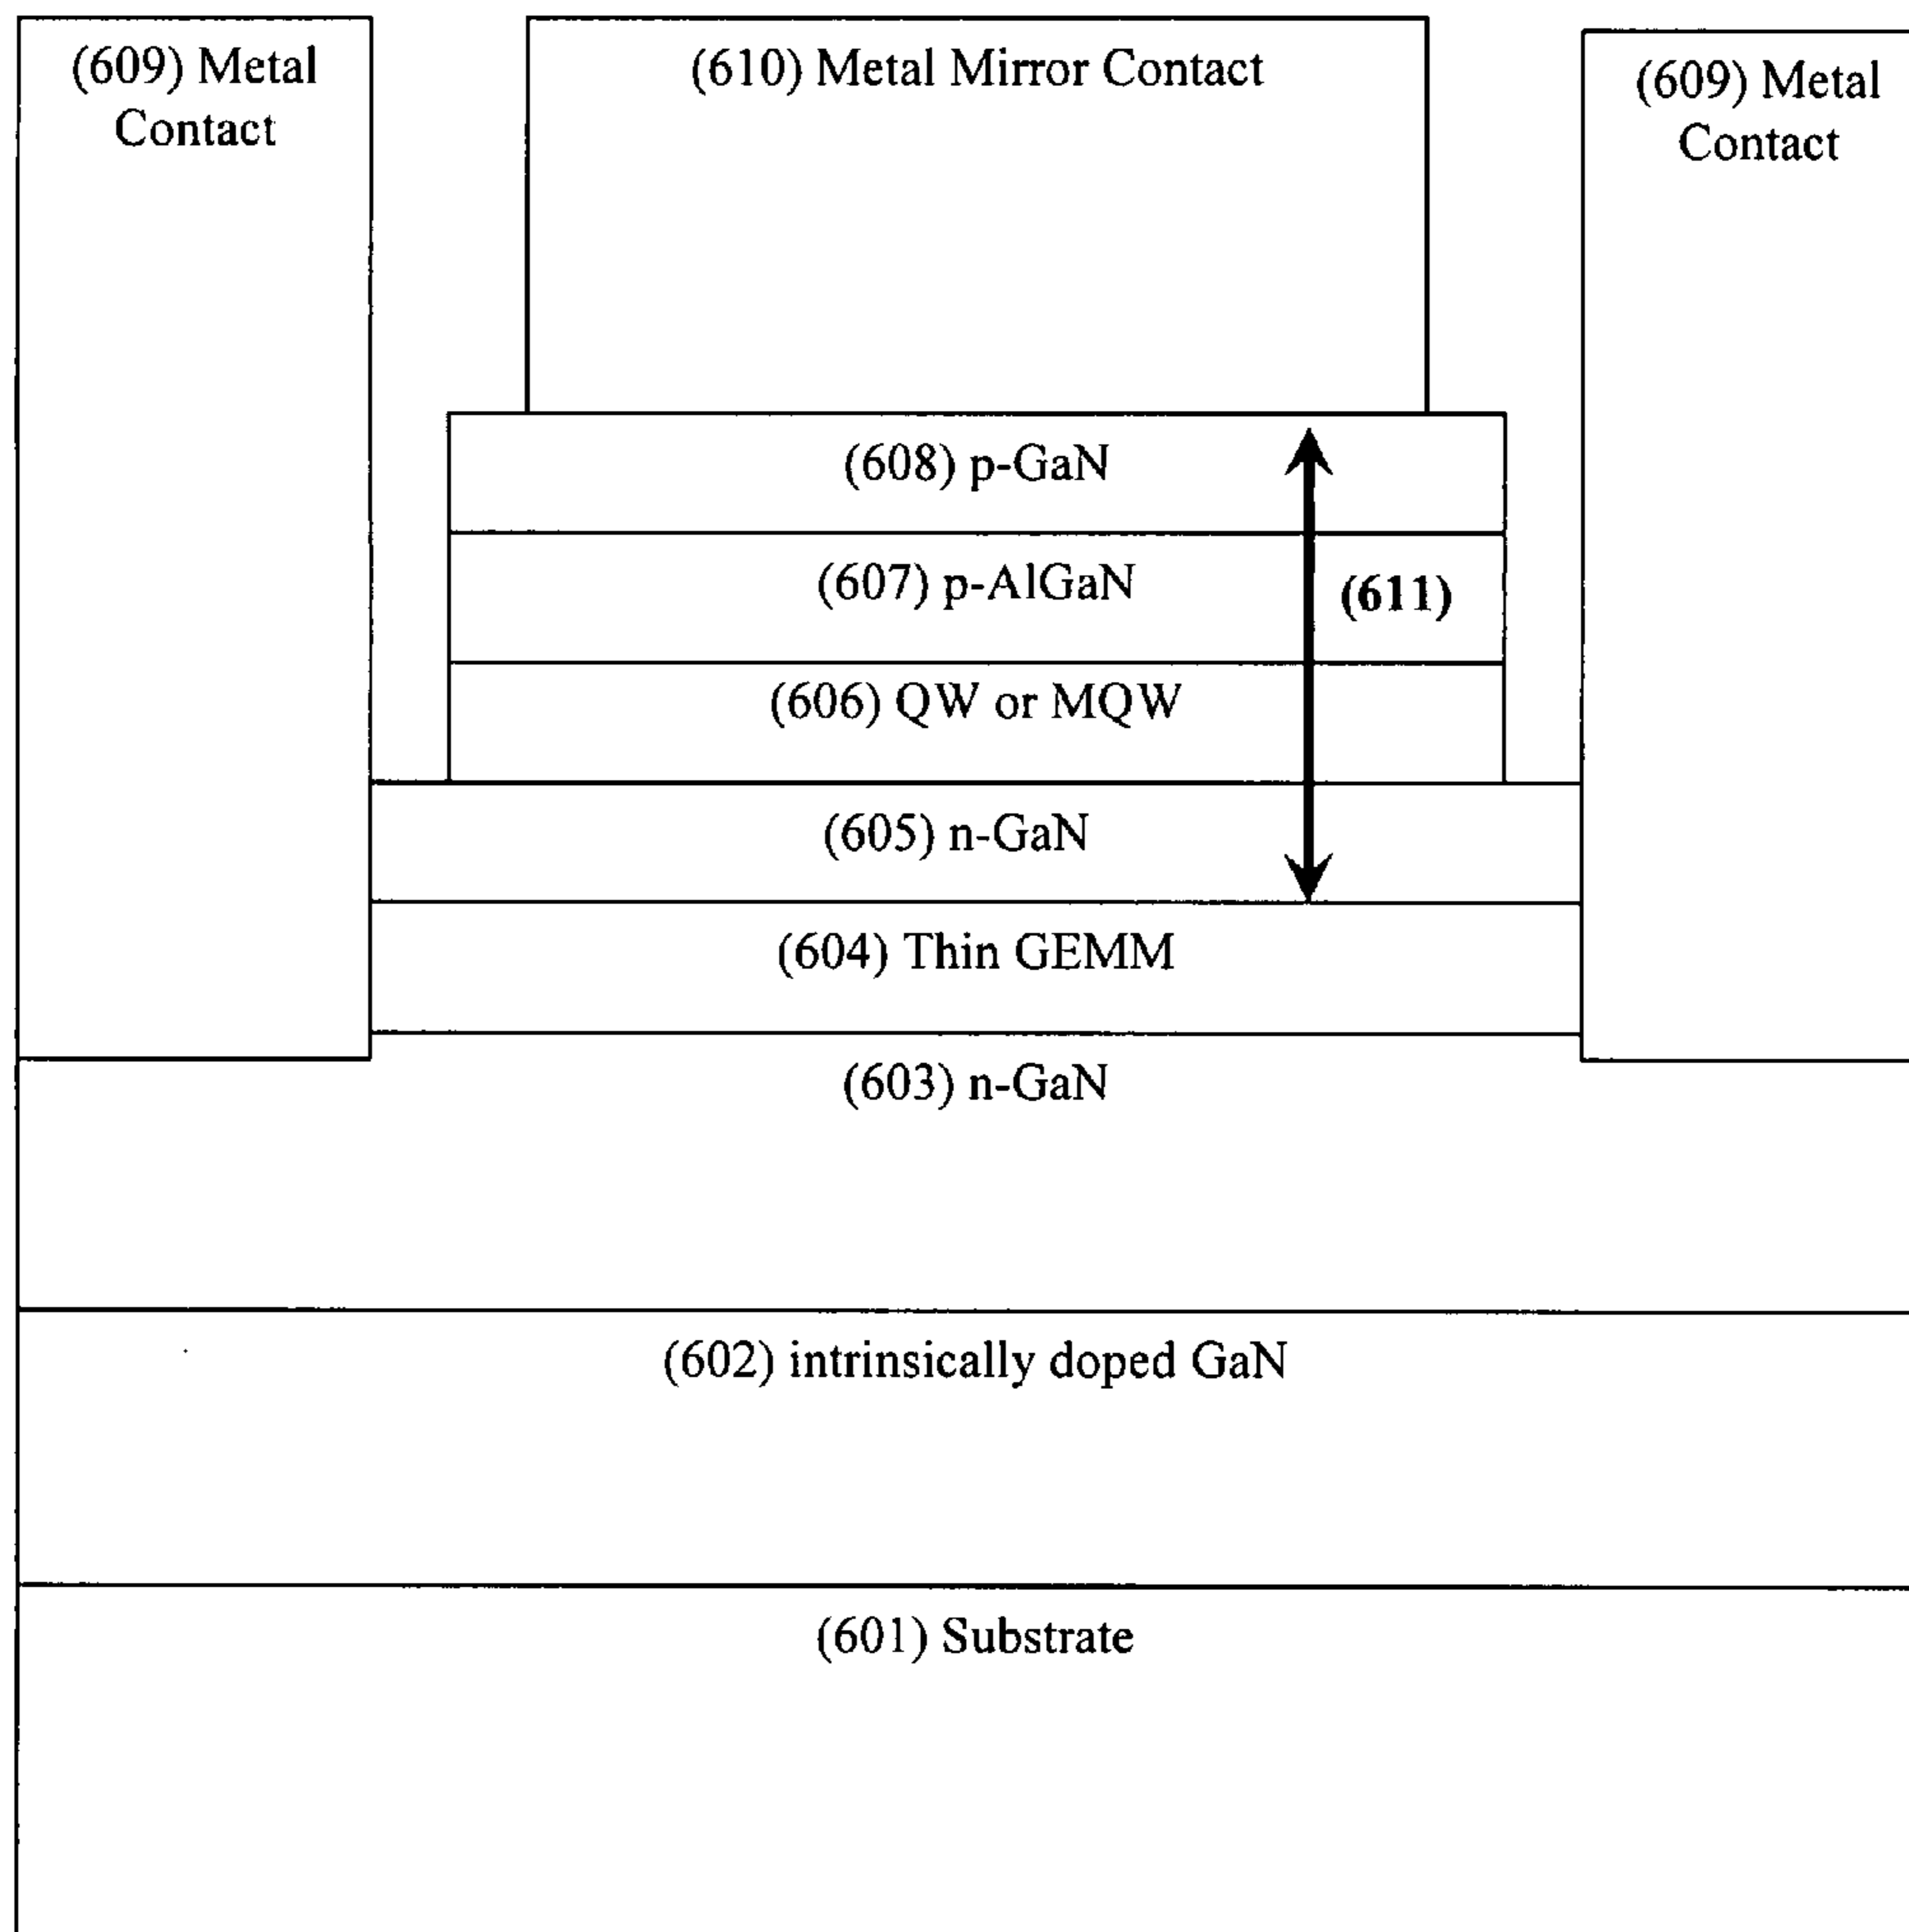 (609) Metal
Contact
(610) Metal Mirror Contact
(609) Metal
Contact
(608) p-GaN
(607) p-AlGaN
(611)
(606) QW or MQW
(605) n-GaN
(604) Thin GEMM
(603) n-GaN
(602) intrinsically doped GaN
(601) Substrate